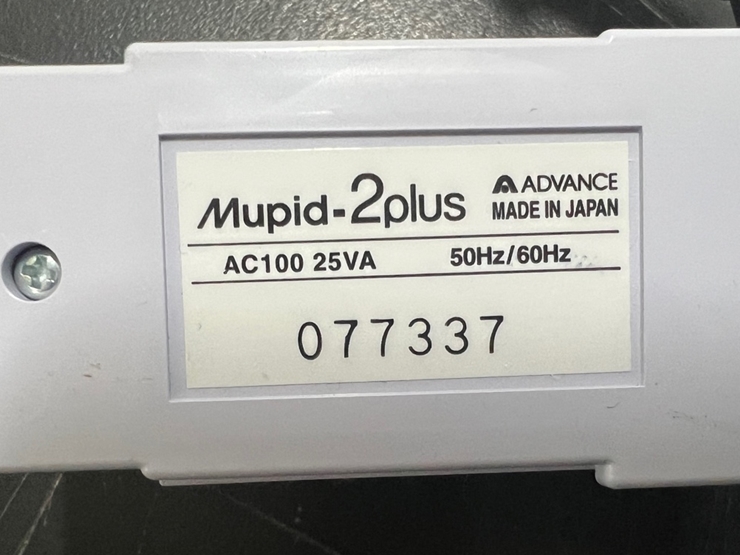 Mupid-2plus
ADVANCE
MADE IN JAPAN
AC100 25VA 50Hz/60Hz
077337